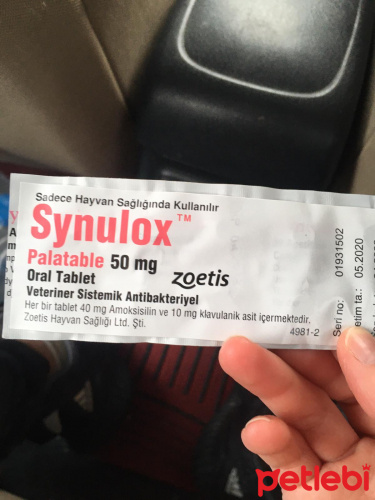 Sadece Hayvan Sağlığında Kullanılır
Synulox™
Palatable 50 mg
Oral Tablet
zoetis
Veteriner Sistemik Antibakteriyel
Her bir tablet 40 mg Amoksisilin ve 10 mg klavulanik asit içermektedir.
Zoetis Hayvan Sağlığı Ltd. Şti.
4981-2
Seri no: 01931502
etim ta.: 05.2020
petlebi